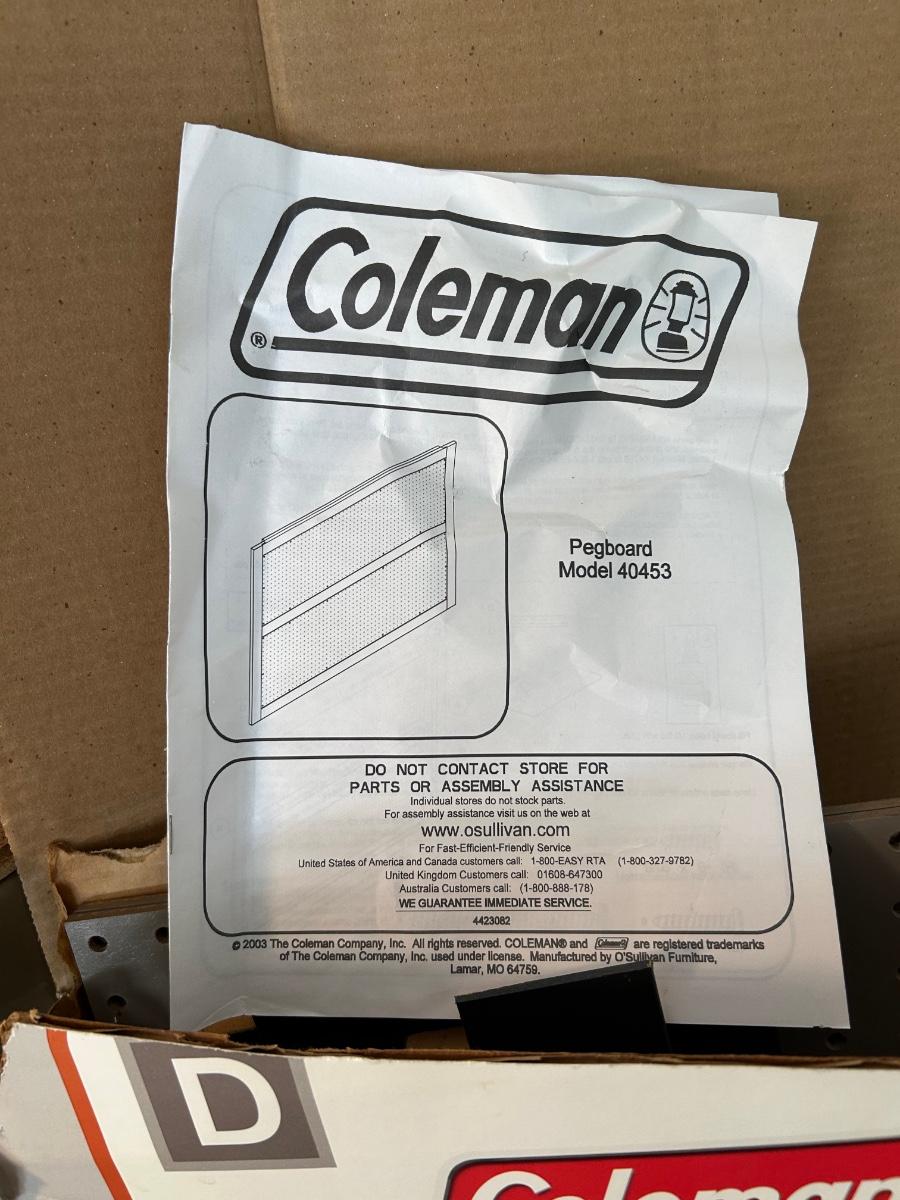 Coleman
®
Pegboard
Model 40453
DO NOT CONTACT STORE FOR
PARTS OR ASSEMBLY ASSISTANCE
Individual stores do not stock parts.
For assembly assistance visit us on the web at
www.osullivan.com
For Fast-Efficient-Friendly Service
United States of America and Canada customers call: 1-800-EASY RTA (1-800-327-9782)
United Kingdom Customers call: 01608-647300
Australia Customers call: (1-800-888-178)
WE GUARANTEE IMMEDIATE SERVICE.
4423082
© 2003 The Coleman Company, Inc. All rights reserved. COLEMAN® and Coleman® are registered trademarks
of The Coleman Company, Inc. used under license. Manufactured by O'Sullivan Furniture,
Lamar, MO 64759.
D
Coleman